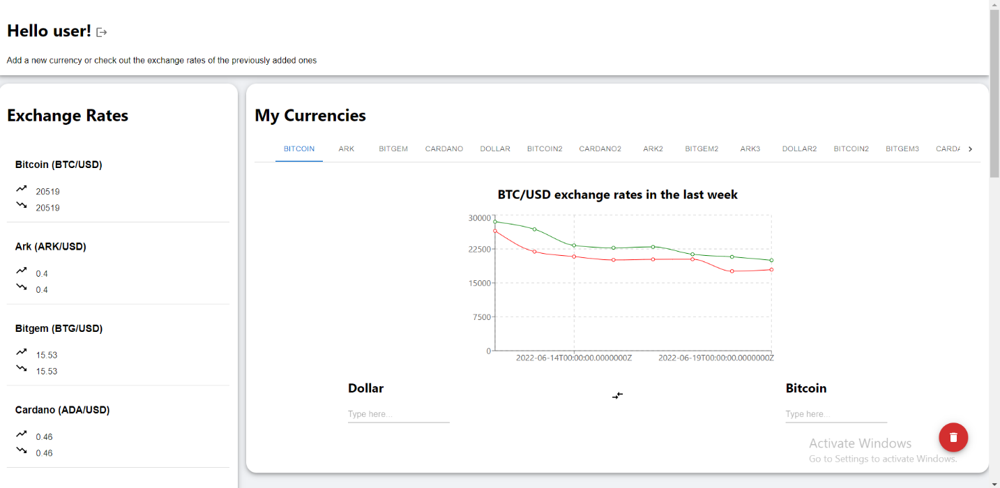 Hello user!
Add a new currency or check out the exchange rates of the previously added ones
Exchange Rates
Bitcoin (BTC/USD)
20519
20519
Ark (ARK/USD)
0.4
0.4
Bitgem (BTG/USD)
15.53
15.53
Cardano (ADA/USD)
0.46
0.46
My Currencies
BITCOIN ARK BITGEM CARDANO DOLLAR BITCOIN2 CARDANO2 ARK2 BITGEM2 ARK3 DOLLAR2 BITCOIN2 BITGEM3 CARDA
BTC/USD exchange rates in the last week
30000
22500
15000
7500
0
2022-06-14T00:00:00.0000000Z 2022-06-19T00:00:00.0000000Z
Dollar Bitcoin
Type here... Type here...
Activate Windows
Go to Settings to activate Windows.